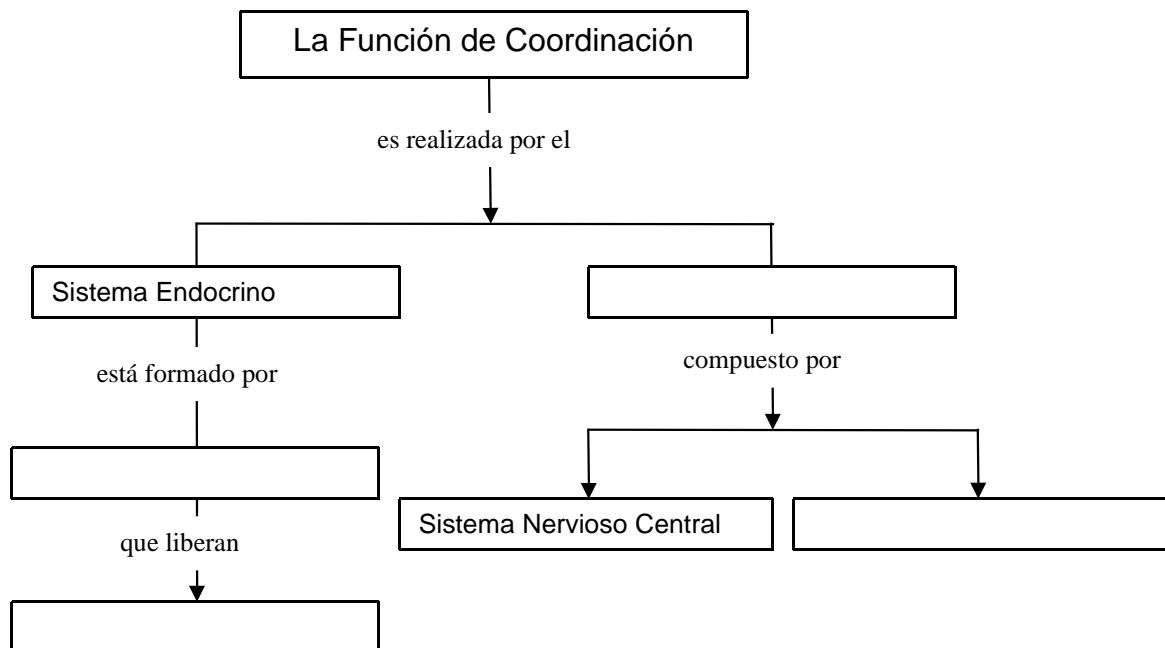 La Función de Coordinación
es realizada por el
Sistema Endocrino
está formado por
compuesto por
Sistema Nervioso Central
que liberan